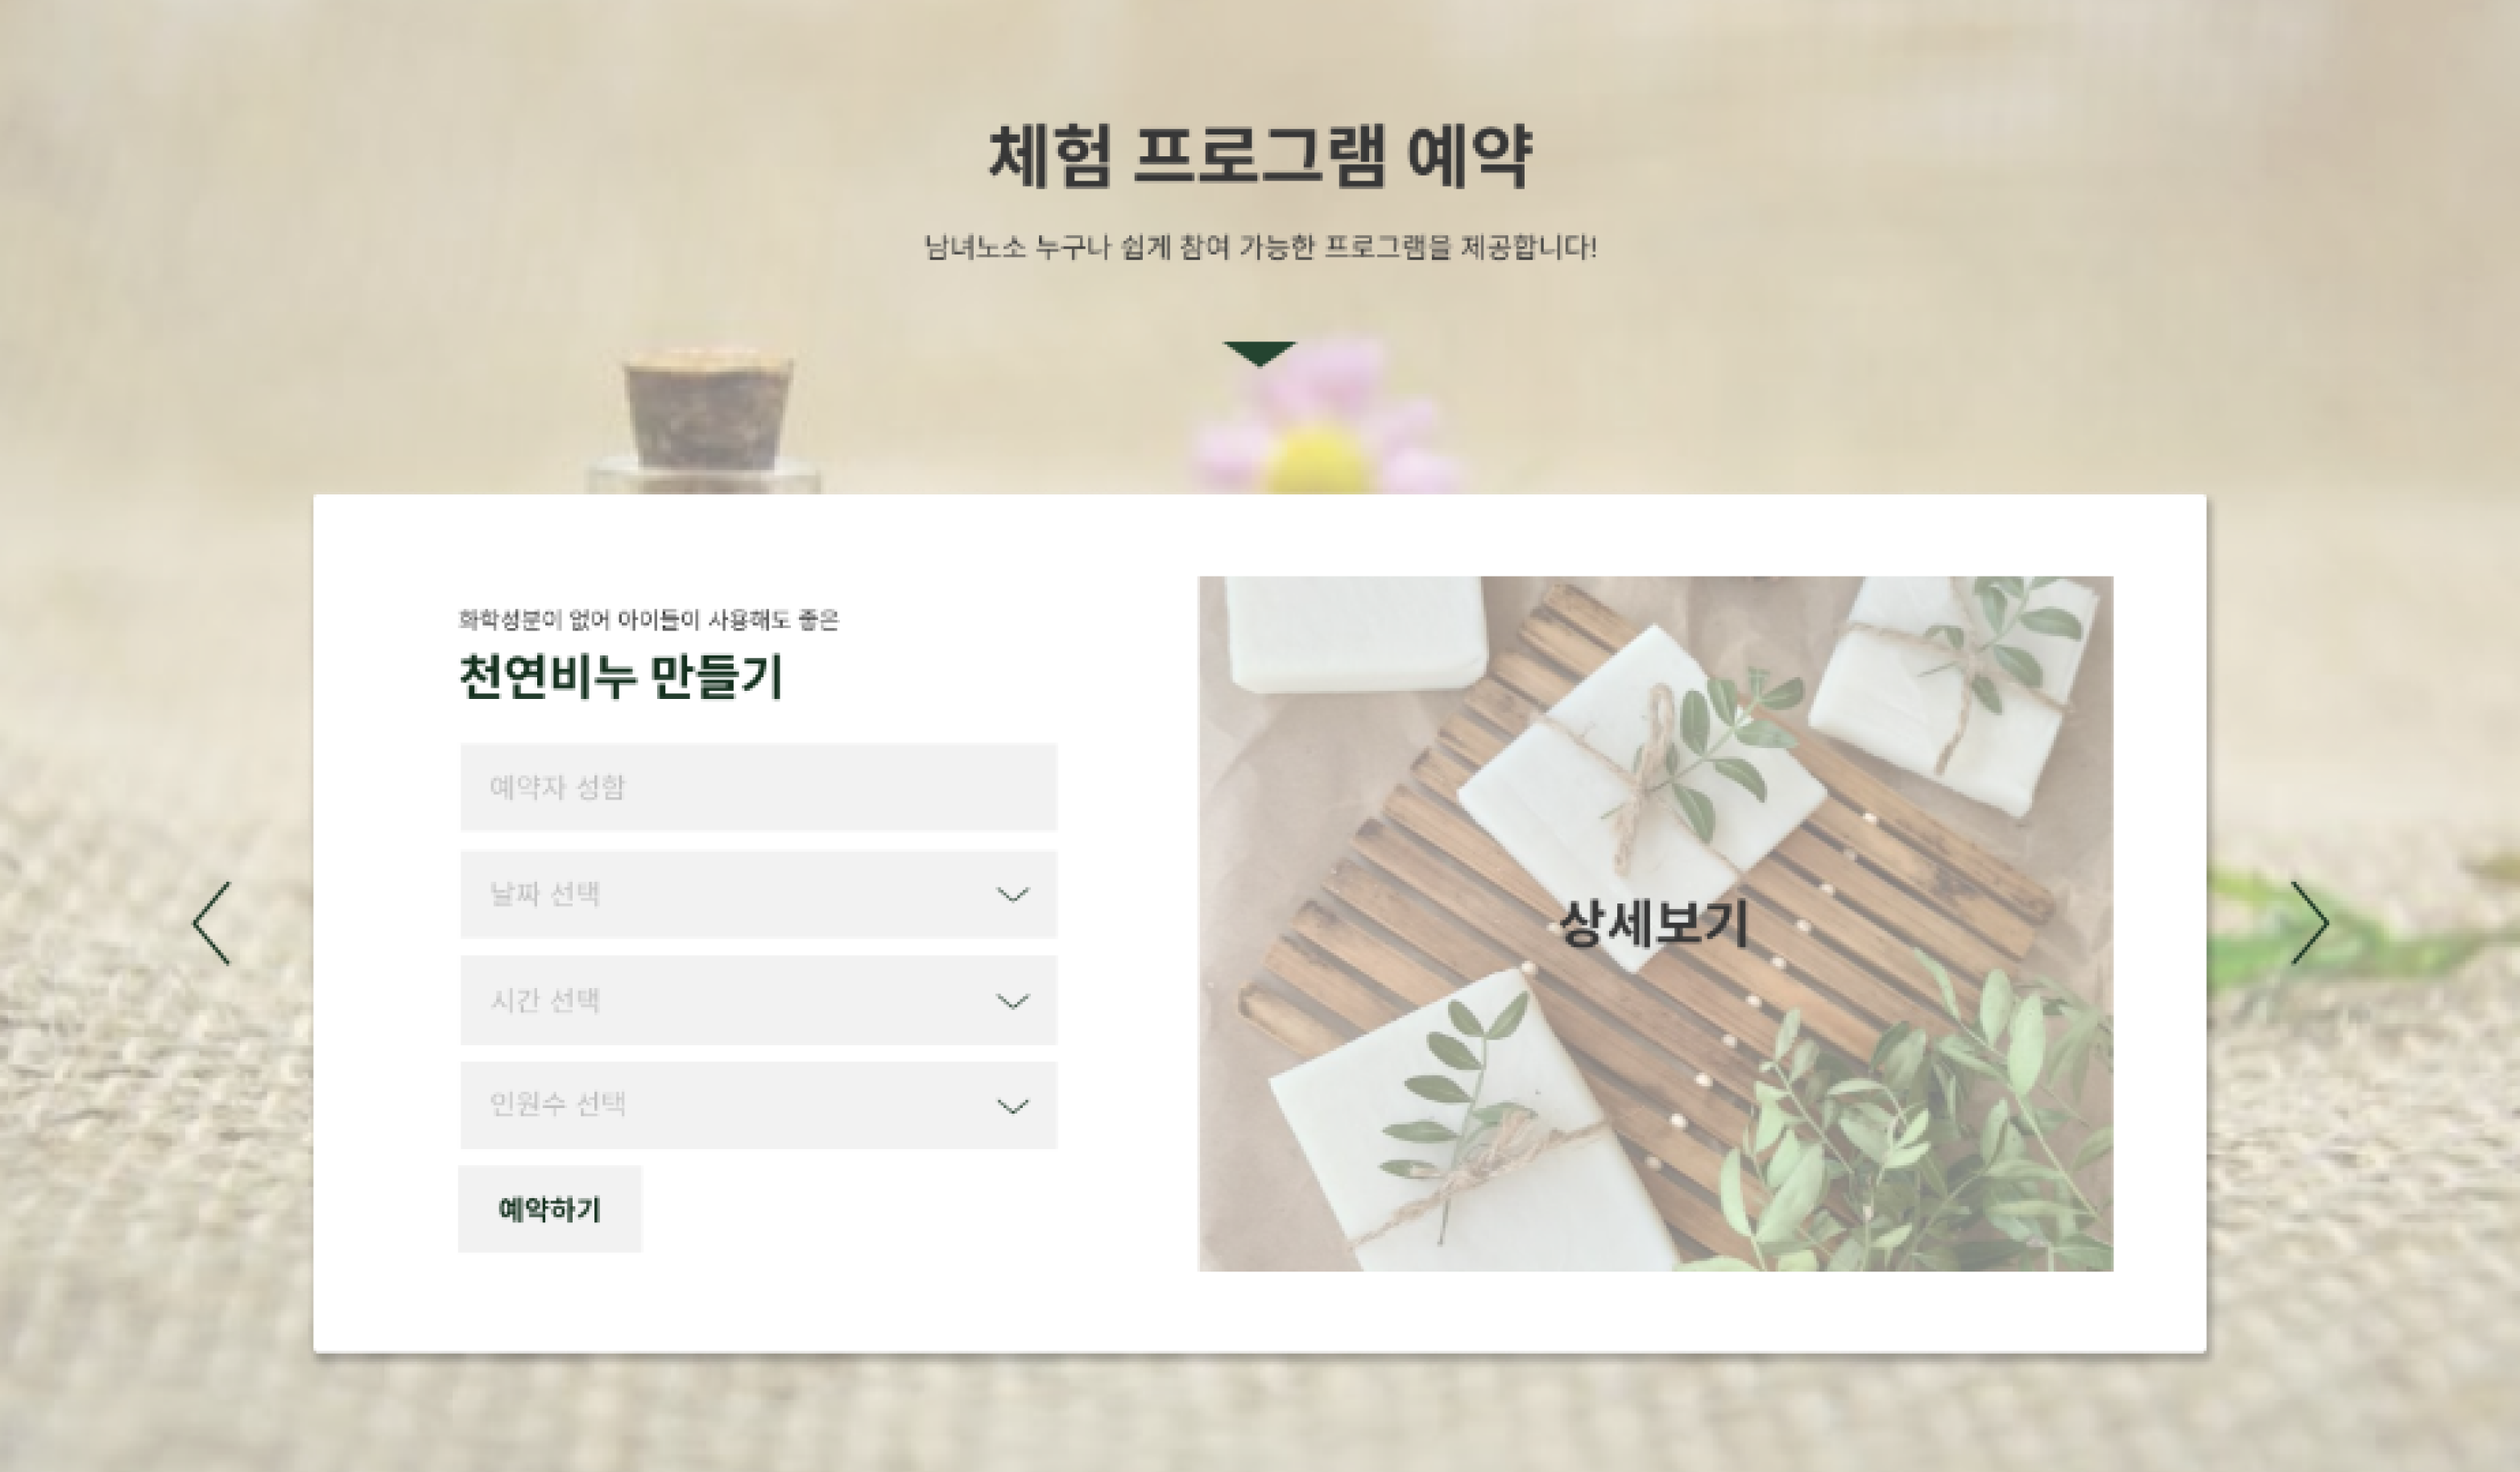 체험 프로그램 예약
남녀노소 누구나 쉽게 참여 가능한 프로그램을 제공합니다!
화학성분이 없어 아이들이 사용해도 좋은
천연비누 만들기
예약자 성함
날짜 선택
시간 선택
인원수 선택
예약하기
상세보기